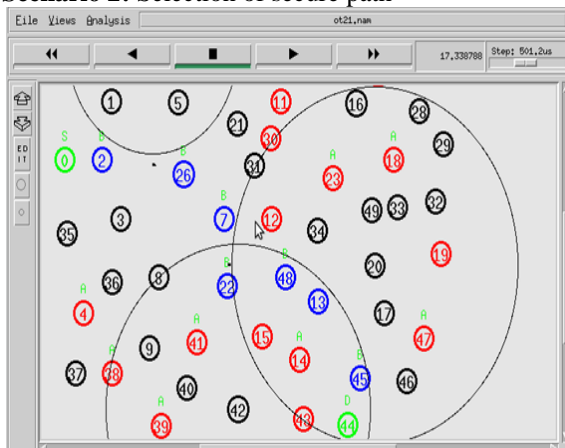 Scenario 2: Selection of secure path
File Views Analysis ot21.nam
17.338788 Step: 501.2us
ED
IT
1 5 11 16 28
21 30 29
S B B 31 A A
0 2 26 23 18
B
3 7 12 49 33 32
35 34
19
36 8 B B 20
22 48
A 13
4 17
A A
41 15 47
9 A
A 14
37 38 B
45 46
40
A 42 D
39 43 44